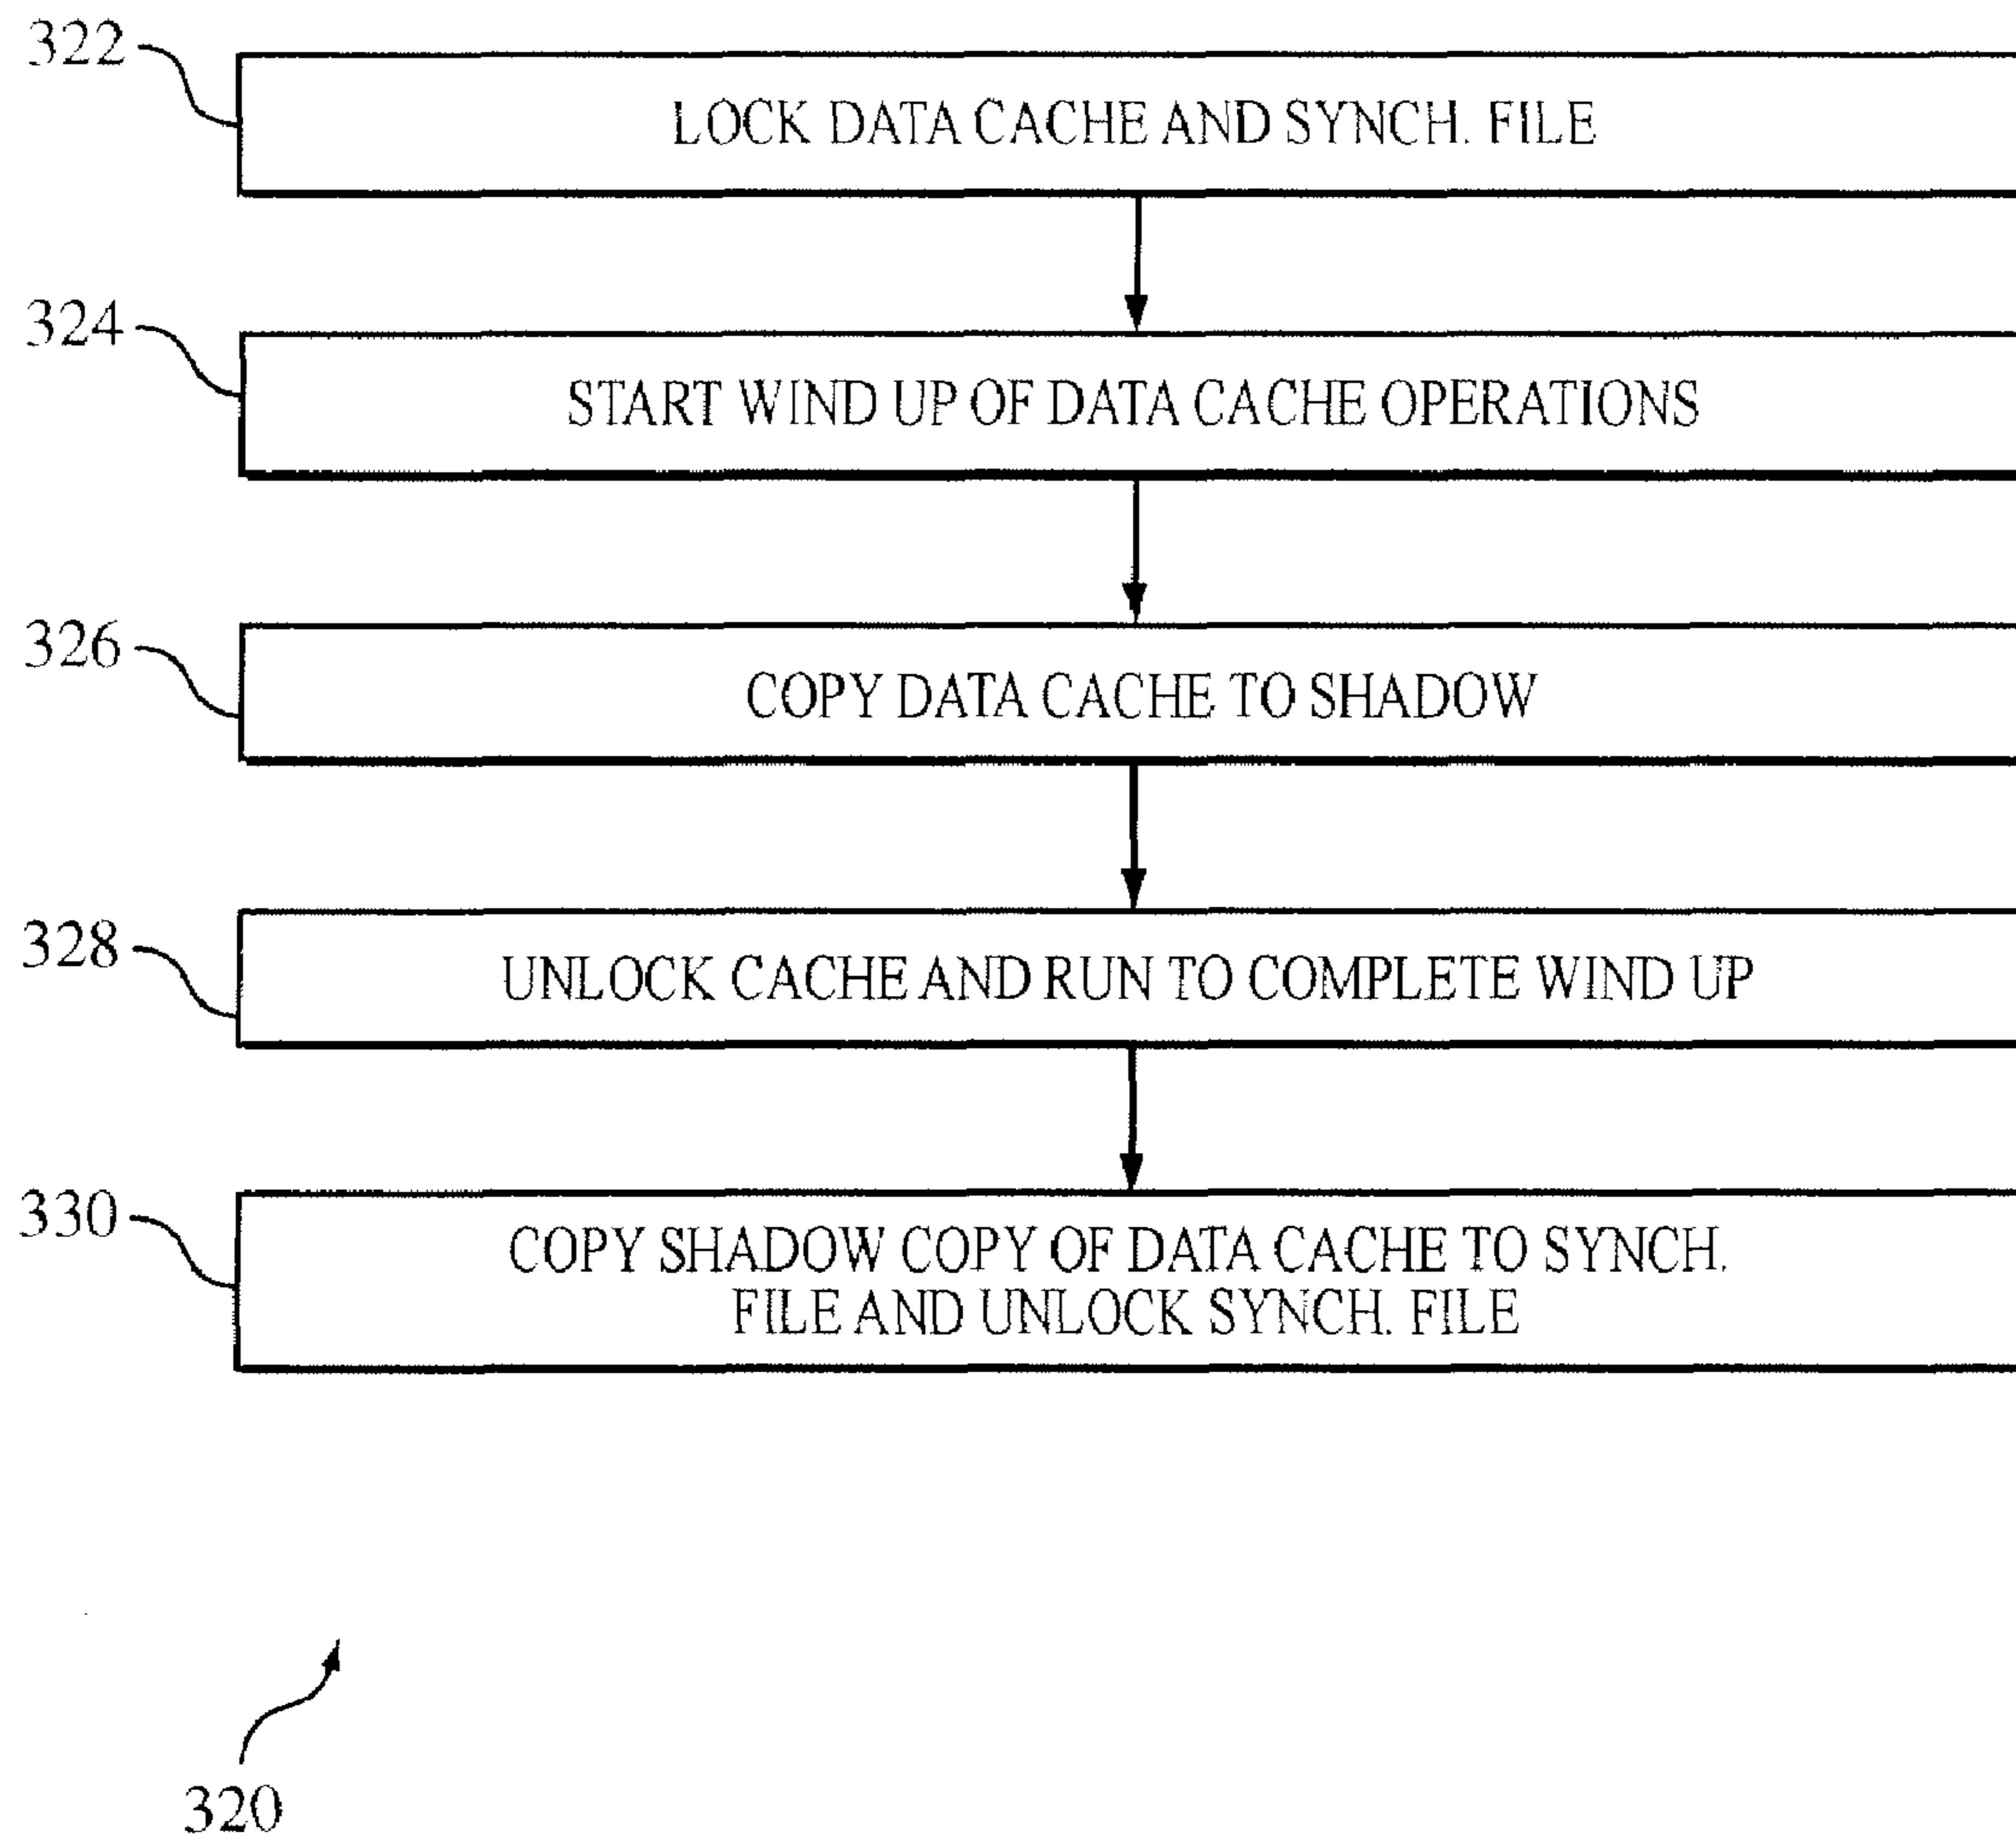 322
LOCK DATA CACHE AND SYNCH. FILE
324
START WIND UP OF DATA CACHE OPERATIONS
326
COPY DATA CACHE TO SHADOW
328
UNLOCK CACHE AND RUN TO COMPLETE WIND UP
330
COPY SHADOW COPY OF DATA CACHE TO SYNCH.
FILE AND UNLOCK SYNCH. FILE
320